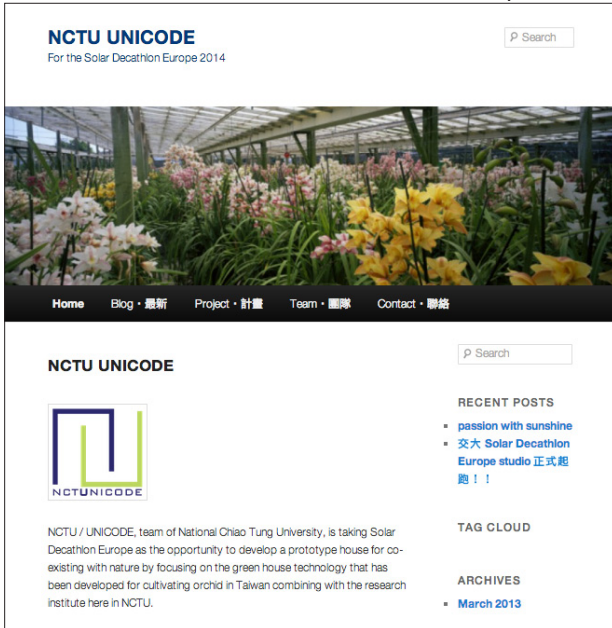 NCTU UNICODE
For the Solar Decathlon Europe 2014
Search
Home
Blog・最新
Project・計畫
Team・團隊
Contact・聯絡
NCTU UNICODE
NCTUNICODE
NCTU / UNICODE, team of National Chiao Tung University, is taking Solar
Decathlon Europe as the opportunity to develop a prototype house for co-
existing with nature by focusing on the green house technology that has
been developed for cultivating orchid in Taiwan combining with the research
institute here in NCTU.
Search
RECENT POSTS
passion with sunshine
交大 Solar Decathlon
Europe studio 正式起
跑！！
TAG CLOUD
ARCHIVES
March 2013